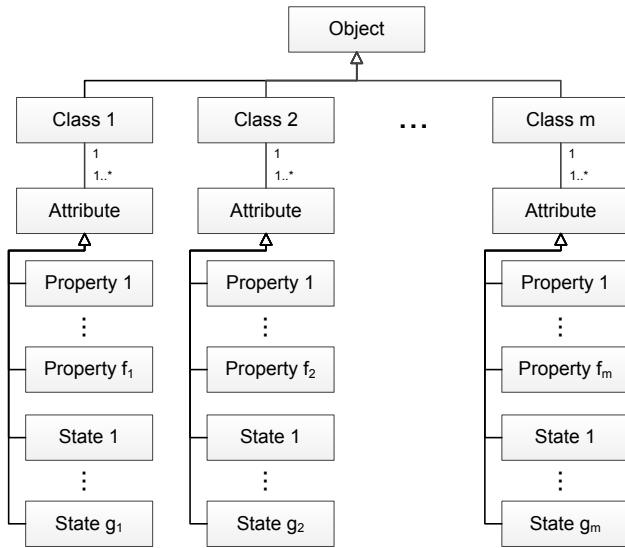 Object
Class 1
Class 2
...
Class m
1
1..*
1
1..*
1
1..*
Attribute
Attribute
Attribute
Property 1
Property 1
Property 1
⋮
⋮
⋮
Property f₁
Property f₂
Property fₘ
State 1
State 1
State 1
⋮
⋮
⋮
State g₁
State g₂
State gₘ